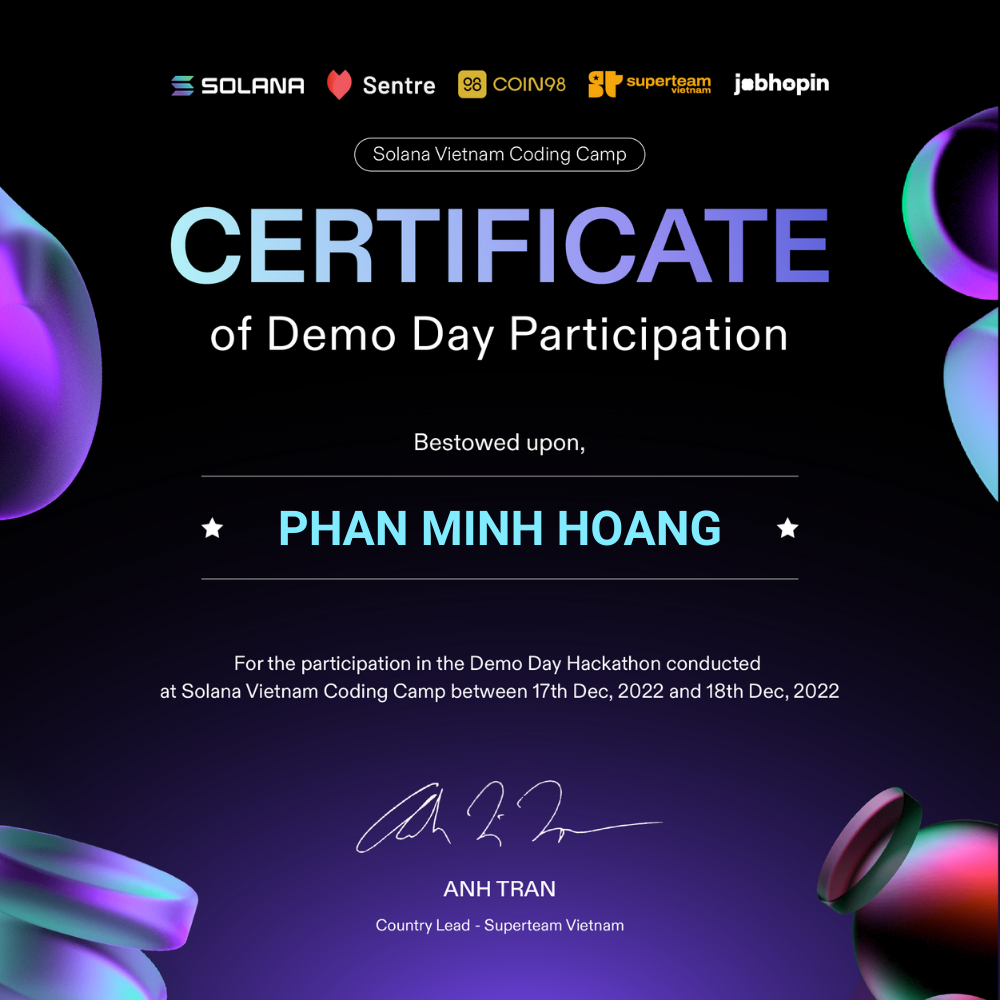 SOLANA Sentre 98 COIN98 superteam vietnam jobhopin
Solana Vietnam Coding Camp
CERTIFICATE
of Demo Day Participation
Bestowed upon,
PHAN MINH HOANG
For the participation in the Demo Day Hackathon conducted
at Solana Vietnam Coding Camp between 17th Dec, 2022 and 18th Dec, 2022
ANH TRAN
Country Lead - Superteam Vietnam